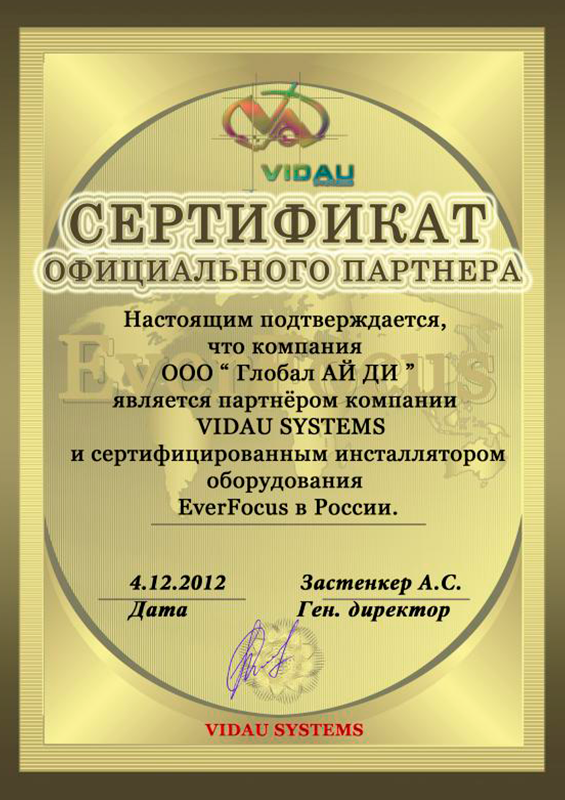 VIDAU
СЕРТИФИКАТ
ОФИЦИАЛЬНОГО ПАРТНЕРА
EverFocus
Настоящим подтверждается,
что компания
ООО “ Глобал АЙ ДИ ”
является партнёром компании
VIDAU SYSTEMS
и сертифицированным инсталлятором
оборудования
EverFocus в России.
4.12.2012 Застенкер А.С.
Дата Ген. директор
VIDAU SYSTEMS